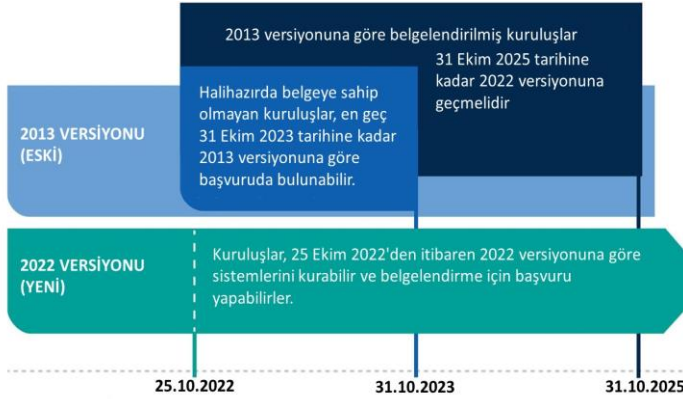 2013 versiyonuna göre belgelendirilmiş kuruluşlar
31 Ekim 2025 tarihine
kadar 2022 versiyonuna
geçmelidir
Halihazırda belgeye sahip
olmayan kuruluşlar, en geç
31 Ekim 2023 tarihine kadar
2013 versiyonuna göre
başvuruda bulunabilir.
2013 VERSİYONU
(ESKİ)
2022 VERSİYONU
(YENİ)
Kuruluşlar, 25 Ekim 2022'den itibaren 2022 versiyonuna göre
sistemlerini kurabilir ve belgelendirme için başvuru
yapabilirler.
25.10.2022
31.10.2023
31.10.2025